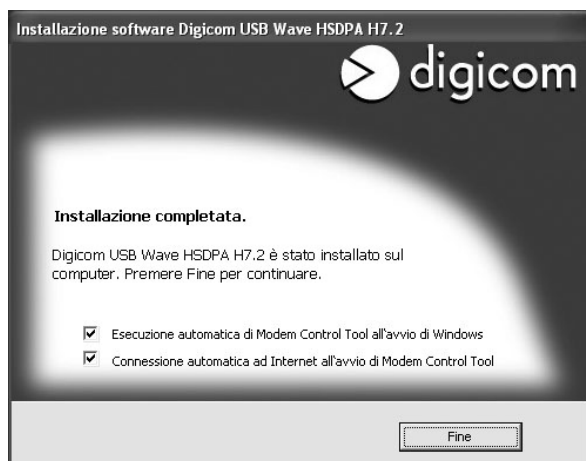 Installazione software Digicom USB Wave HSDPA H7.2
digicom
Installazione completata.
Digicom USB Wave HSDPA H7.2 è stato installato sul
computer. Premere Fine per continuare.
Esecuzione automatica di Modem Control Tool all'avvio di Windows
Connessione automatica ad Internet all'avvio di Modem Control Tool
Fine